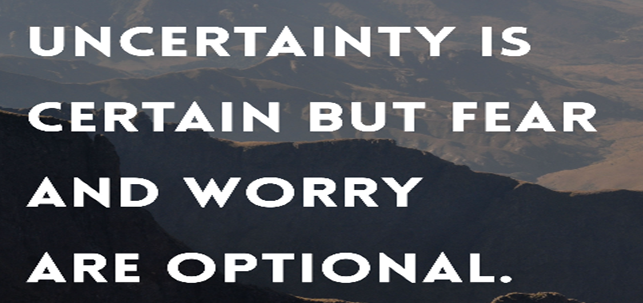 UNCERTAINTY IS
CERTAIN BUT FEAR
AND WORRY
ARE OPTIONAL.